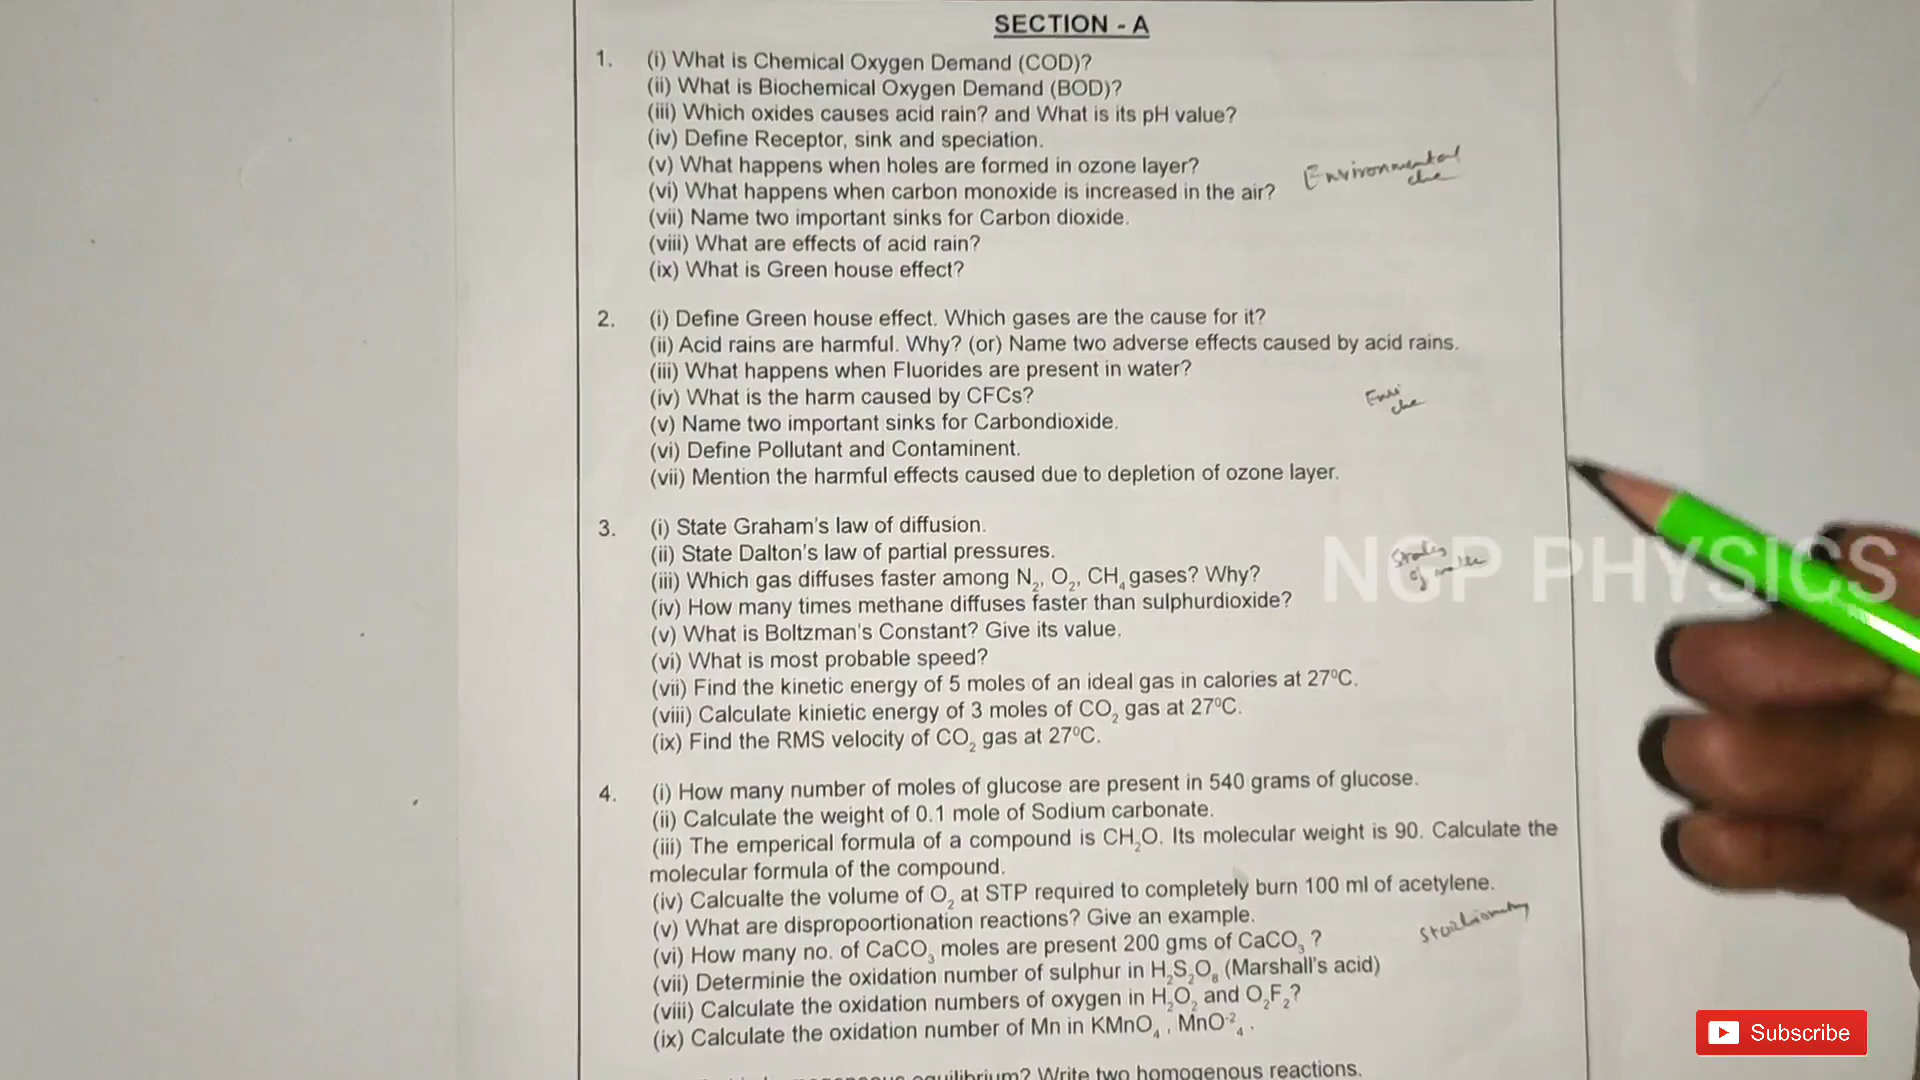 SECTION - A
1. (i) What is Chemical Oxygen Demand (COD)?
(ii) What is Biochemical Oxygen Demand (BOD)?
(iii) Which oxides causes acid rain? and What is its pH value?
(iv) Define Receptor, sink and speciation.
(v) What happens when holes are formed in ozone layer?
(vi) What happens when carbon monoxide is increased in the air?
Environmental
che
(vii) Name two important sinks for Carbon dioxide.
(viii) What are effects of acid rain?
(ix) What is Green house effect?
2. (i) Define Green house effect. Which gases are the cause for it?
(ii) Acid rains are harmful. Why? (or) Name two adverse effects caused by acid rains.
(iii) What happens when Fluorides are present in water?
(iv) What is the harm caused by CFCs?
Envi
che
(v) Name two important sinks for Carbondioxide.
(vi) Define Pollutant and Contaminent.
(vii) Mention the harmful effects caused due to depletion of ozone layer.
3. (i) State Graham's law of diffusion.
(ii) State Dalton's law of partial pressures.
(iii) Which gas diffuses faster among N₂, O₂, CH₄ gases? Why?
States
of
NGP PHYSICS
(iv) How many times methane diffuses faster than sulphurdioxide?
(v) What is Boltzman's Constant? Give its value.
(vi) What is most probable speed?
(vii) Find the kinetic energy of 5 moles of an ideal gas in calories at 27⁰C.
(viii) Calculate kinietic energy of 3 moles of CO₂ gas at 27⁰C.
(ix) Find the RMS velocity of CO₂ gas at 27⁰C.
4. (i) How many number of moles of glucose are present in 540 grams of glucose.
(ii) Calculate the weight of 0.1 mole of Sodium carbonate.
(iii) The emperical formula of a compound is CH₂O. Its molecular weight is 90. Calculate the
molecular formula of the compound.
(iv) Calcualte the volume of O₂ at STP required to completely burn 100 ml of acetylene.
(v) What are dispropoortionation reactions? Give an example.
(vi) How many no. of CaCO₃ moles are present 200 gms of CaCO₃ ?
(vii) Determinie the oxidation number of sulphur in H₂S₂O₈ (Marshall's acid)
(viii) Calculate the oxidation numbers of oxygen in H₂O₂ and O₂F₂?
(ix) Calculate the oxidation number of Mn in KMnO₄ , MnO⁻²₄ .
Subscribe
equilibrium? Write two homogenous reactions.